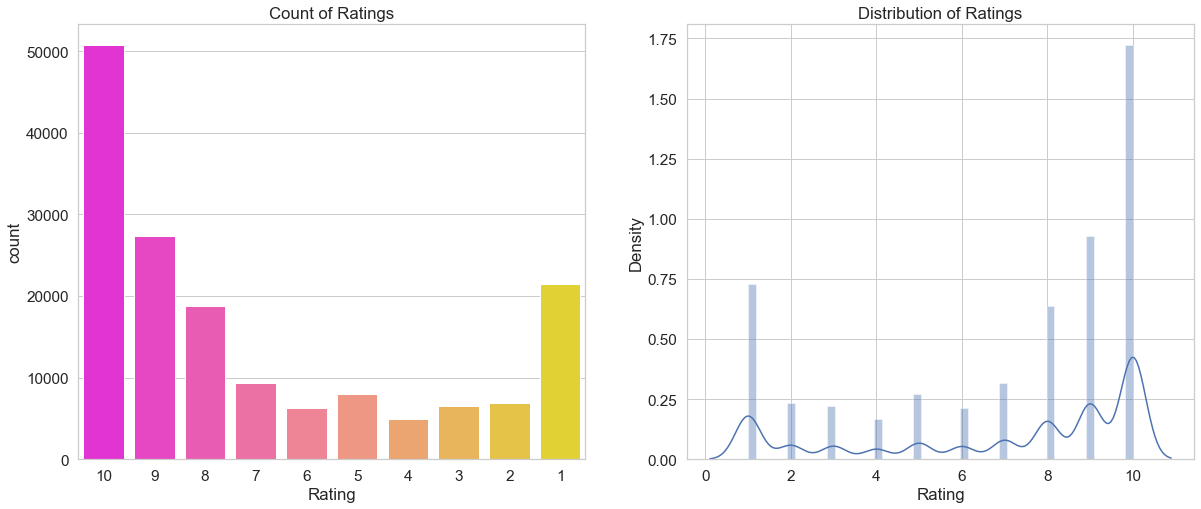 Count of Ratings
50000
40000
30000
20000
10000
0
count
10 9 8 7 6 5 4 3 2 1
Rating
Distribution of Ratings
1.75
1.50
1.25
1.00
0.75
0.50
0.25
0.00
Density
0 2 4 6 8 10
Rating